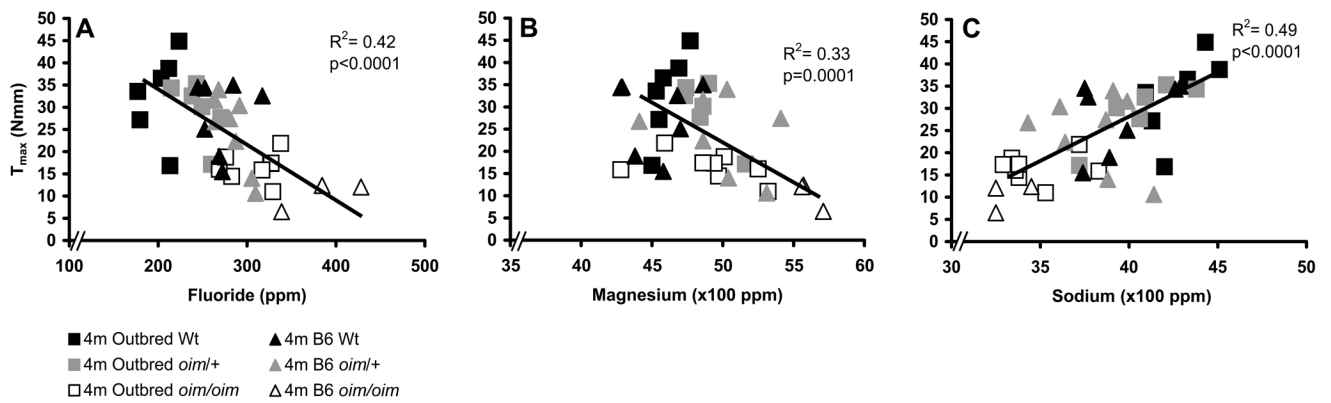 A
R2= 0.42
p<0.0001
50
45
40
35
30
25
20
15
10
5
0
Tmax (Nmm)
100
200
300
400
500
Fluoride (ppm)
B
R2= 0.33
p=0.0001
50
45
40
35
30
25
20
15
10
5
0
35
40
45
50
55
60
Magnesium (x100 ppm)
C
R2= 0.49
p<0.0001
50
45
40
35
30
25
20
15
10
5
0
30
35
40
45
50
Sodium (x100 ppm)
4m Outbred Wt
4m B6 Wt
4m Outbred oim/+
4m B6 oim/+
4m Outbred oim/oim
4m B6 oim/oim